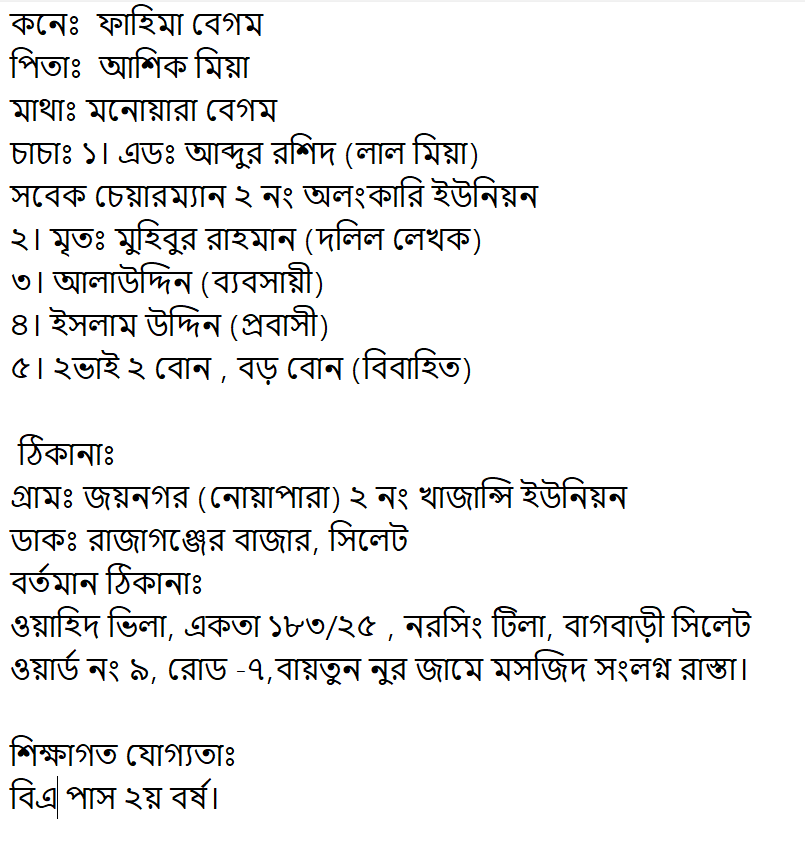 কনেঃ ফাহিমা বেগম
পিতাঃ আশিক মিয়া
মাথাঃ মনোয়ারা বেগম
চাচাঃ ১। এডঃ আব্দুর রশিদ (লাল মিয়া)
সবেক চেয়ারম্যান ২ নং অলংকারি ইউনিয়ন
২। মৃতঃ মুহিবুর রাহমান (দলিল লেখক)
৩। আলাউদ্দিন (ব্যবসায়ী)
৪। ইসলাম উদ্দিন (প্রবাসী)
৫। ২ভাই ২ বোন , বড় বোন (বিবাহিত)
ঠিকানাঃ
গ্রামঃ জয়নগর (নোয়াপারা) ২ নং খাজান্সি ইউনিয়ন
ডাকঃ রাজাগঞ্জের বাজার, সিলেট
বর্তমান ঠিকানাঃ
ওয়াহিদ ভিলা, একতা ১৮৩/২৫ , নরসিং টিলা, বাগবাড়ী সিলেট
ওয়ার্ড নং ৯, রোড -৭,বায়তুন নুর জামে মসজিদ সংলগ্ন রাস্তা।
শিক্ষাগত যোগ্যতাঃ
বিএ পাস ২য় বর্ষ।